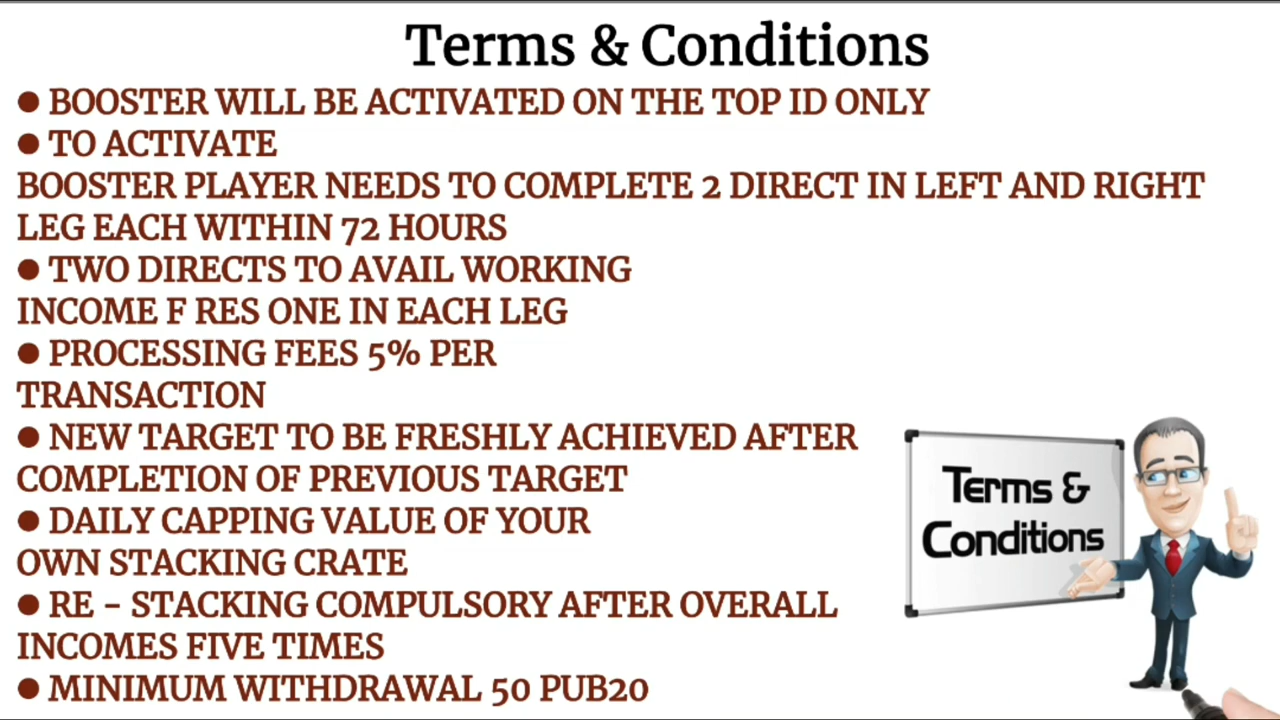 Terms & Conditions
● BOOSTER WILL BE ACTIVATED ON THE TOP ID ONLY
● TO ACTIVATE
BOOSTER PLAYER NEEDS TO COMPLETE 2 DIRECT IN LEFT AND RIGHT
LEG EACH WITHIN 72 HOURS
● TWO DIRECTS TO AVAIL WORKING
INCOME F RES ONE IN EACH LEG
● PROCESSING FEES 5% PER
TRANSACTION
● NEW TARGET TO BE FRESHLY ACHIEVED AFTER
COMPLETION OF PREVIOUS TARGET
● DAILY CAPPING VALUE OF YOUR
OWN STACKING CRATE
● RE - STACKING COMPULSORY AFTER OVERALL
INCOMES FIVE TIMES
● MINIMUM WITHDRAWAL 50 PUB20
Terms &
Conditions